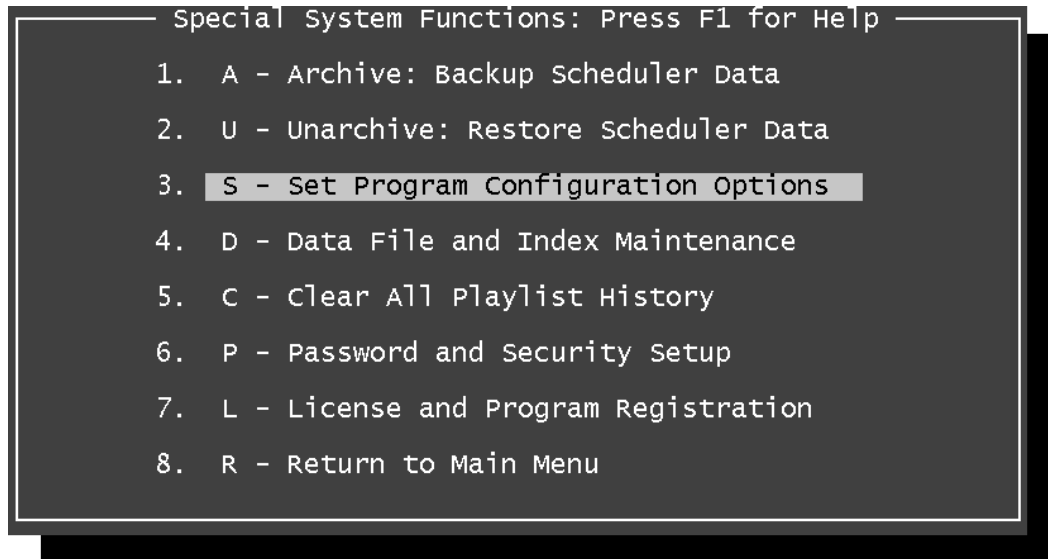 Special System Functions: Press F1 for Help
1. A - Archive: Backup Scheduler Data
2. U - Unarchive: Restore Scheduler Data
3. S - Set Program Configuration Options
4. D - Data File and Index Maintenance
5. C - Clear All Playlist History
6. P - Password and Security Setup
7. L - License and Program Registration
8. R - Return to Main Menu